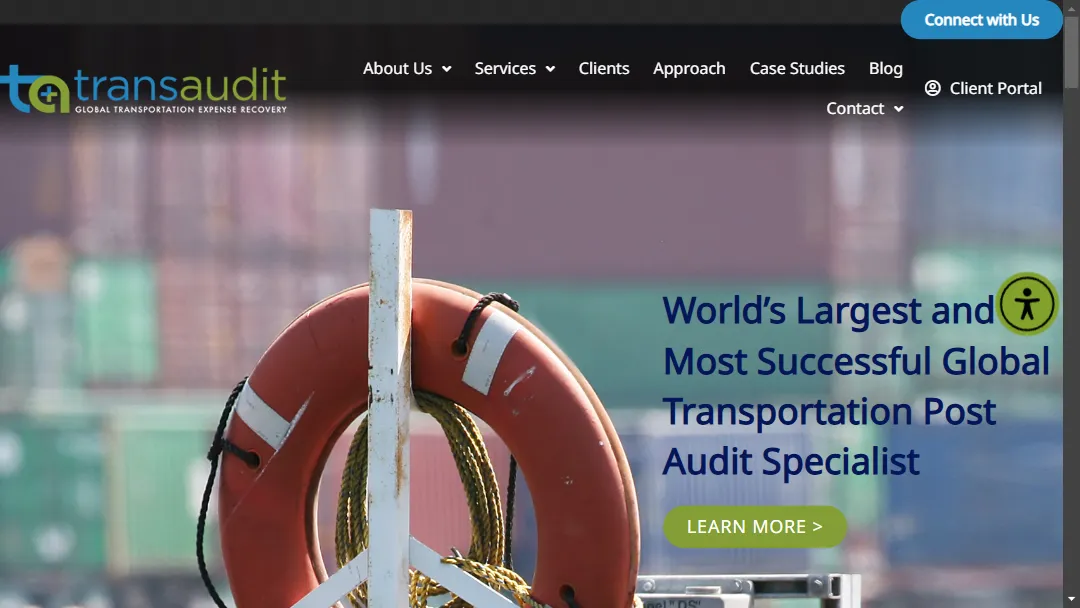 Connect with Us
About Us
Services
Clients
Approach
Case Studies
Blog
Client Portal
Contact
transaudit
GLOBAL TRANSPORTATION EXPENSE RECOVERY
World's Largest and
Most Successful Global
Transportation Post
Audit Specialist
LEARN MORE >